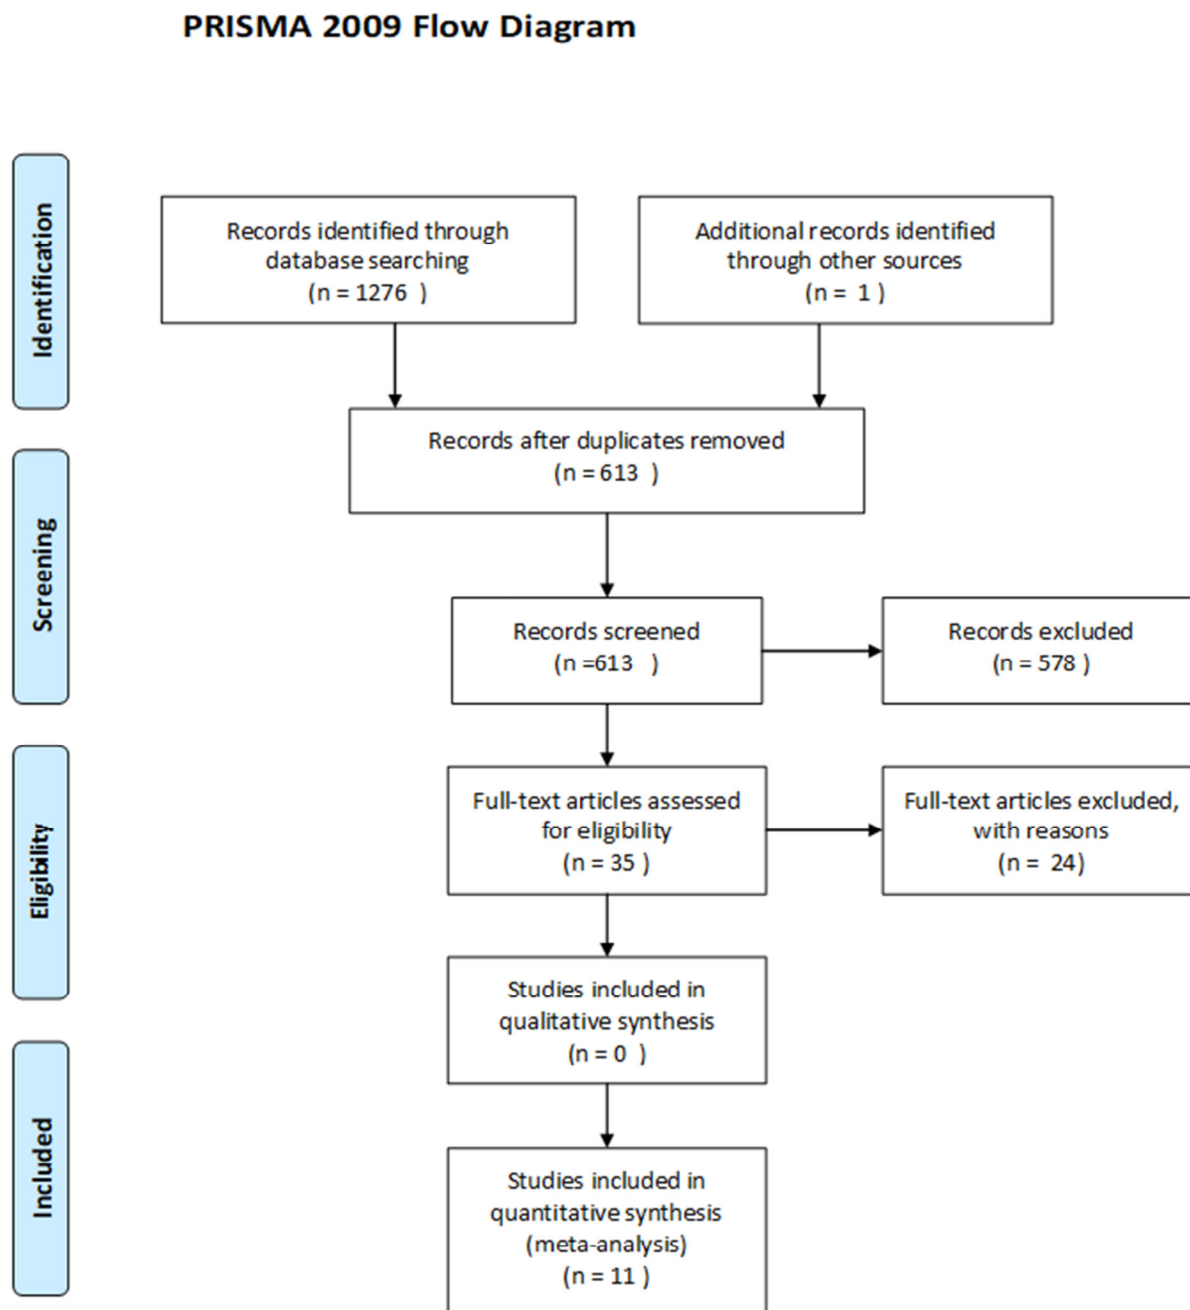 PRISMA 2009 Flow Diagram
Identification
Records identified through
database searching
(n = 1276 )
Additional records identified
through other sources
(n = 1 )
Records after duplicates removed
(n = 613 )
Screening
Records screened
(n =613 )
Records excluded
(n = 578 )
Eligibility
Full-text articles assessed
for eligibility
(n = 35 )
Full-text articles excluded,
with reasons
(n = 24)
Studies included in
qualitative synthesis
(n = 0 )
Included
Studies included in
quantitative synthesis
(meta-analysis)
(n = 11 )